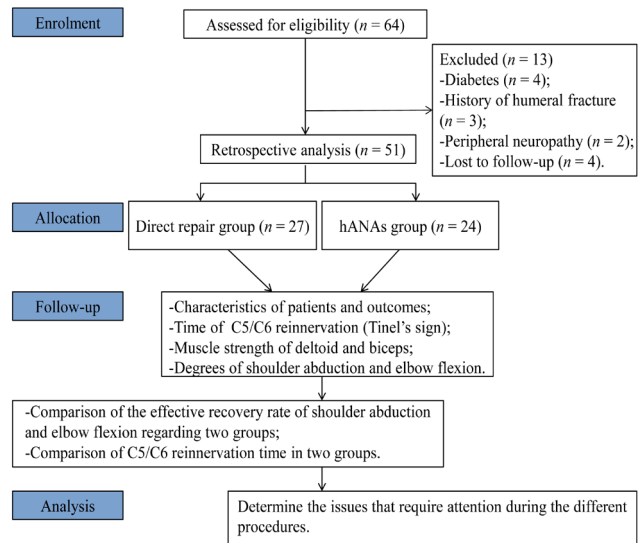 Enrolment
Assessed for eligibility (n = 64)
Excluded (n = 13)
-Diabetes (n = 4);
-History of humeral fracture
(n = 3);
-Peripheral neuropathy (n = 2);
-Lost to follow-up (n = 4).
Retrospective analysis (n = 51)
Allocation
Direct repair group (n = 27)
hANAs group (n = 24)
Follow-up
-Characteristics of patients and outcomes;
-Time of C5/C6 reinnervation (Tinel's sign);
-Muscle strength of deltoid and biceps;
-Degrees of shoulder abduction and elbow flexion.
-Comparison of the effective recovery rate of shoulder abduction
and elbow flexion regarding two groups;
-Comparison of C5/C6 reinnervation time in two groups.
Analysis
Determine the issues that require attention during the different
procedures.